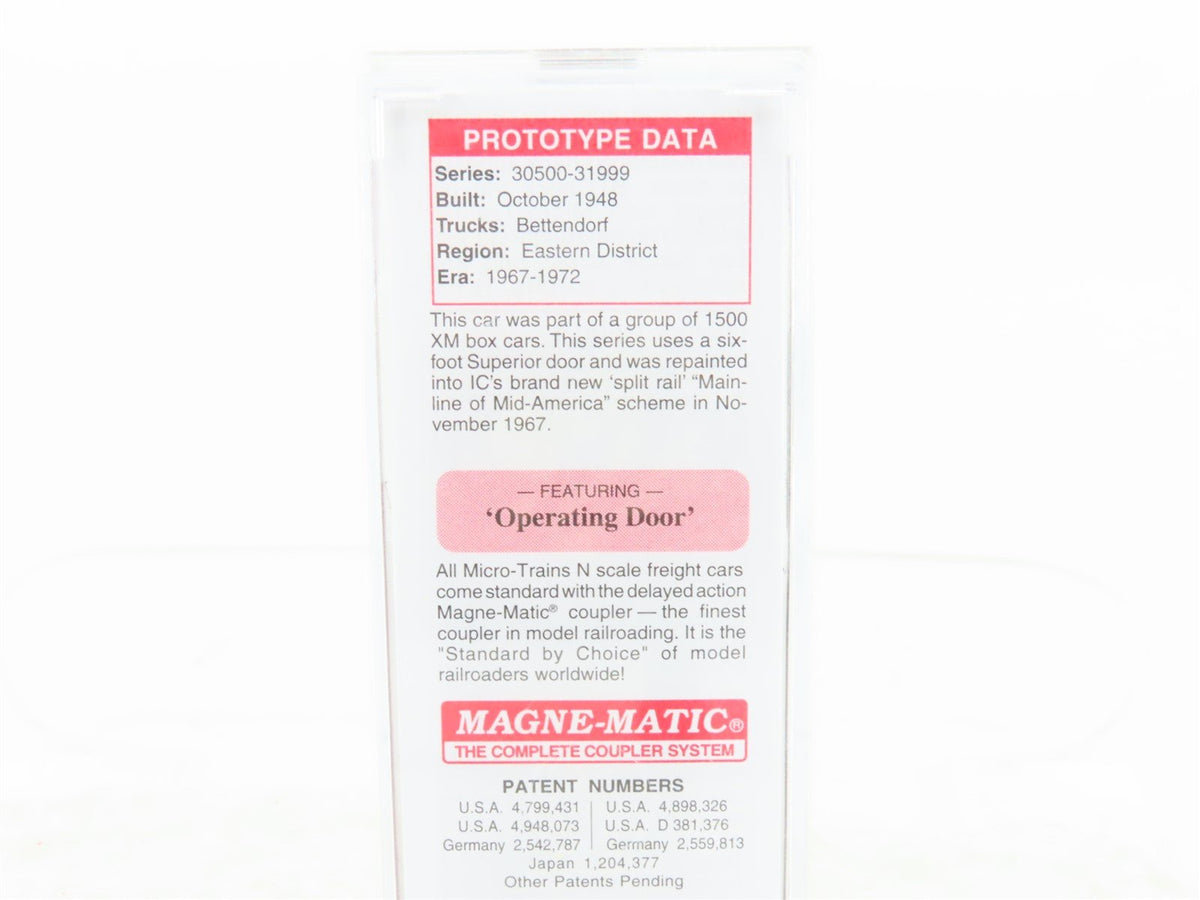 PROTOTYPE DATA
Series: 30500-31999
Built: October 1948
Trucks: Bettendorf
Region: Eastern District
Era: 1967-1972
This car was part of a group of 1500
XM box cars. This series uses a six-
foot Superior door and was repainted
into IC's brand new ‘split rail’ “Main-
line of Mid-America” scheme in No-
vember 1967.
— FEATURING —
‘Operating Door’
All Micro-Trains N scale freight cars
come standard with the delayed action
Magne-Matic® coupler — the finest
coupler in model railroading. It is the
"Standard by Choice" of model
railroaders worldwide!
MAGNE-MATIC®
THE COMPLETE COUPLER SYSTEM
PATENT NUMBERS
U.S.A. 4,799,431 | U.S.A. 4,898,326
U.S.A. 4,948,073 | U.S.A. D 381,376
Germany 2,542,787 | Germany 2,559,813
Japan 1,204,377
Other Patents Pending